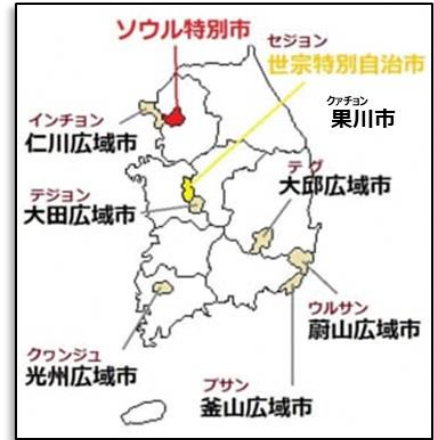 ソウル特別市
セジョン
世宗特別自治市
クァチョン
果川市
インチョン
仁川広域市
テグ
大邱広域市
テジョン
大田広域市
ウルサン
蔚山広域市
クヮンジュ
光州広域市
プサン
釜山広域市